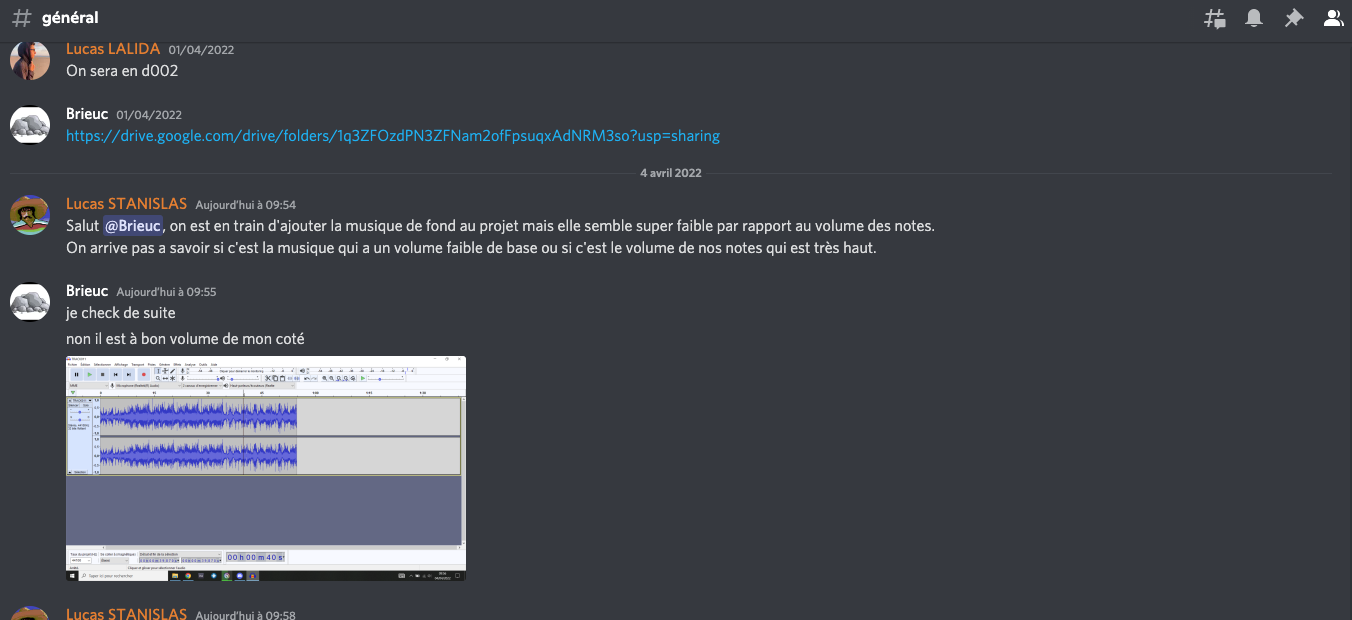 # général
Lucas LALIDA 01/04/2022
On sera en d002
Brieuc 01/04/2022
https://drive.google.com/drive/folders/1q3ZFOzdPN3ZFNam2ofFpsuqxAdNRM3so?usp=sharing
4 avril 2022
Lucas STANISLAS Aujourd'hui à 09:54
Salut @Brieuc, on est en train d'ajouter la musique de fond au projet mais elle semble super faible par rapport au volume des notes.
On arrive pas a savoir si c'est la musique qui a un volume faible de base ou si c'est le volume de nos notes qui est très haut.
Brieuc Aujourd'hui à 09:55
je check de suite
non il est à bon volume de mon coté
00 h 00 m 40 s
Taper ici pour rechercher
Lucas STANISLAS Aujourd'hui à 09:58